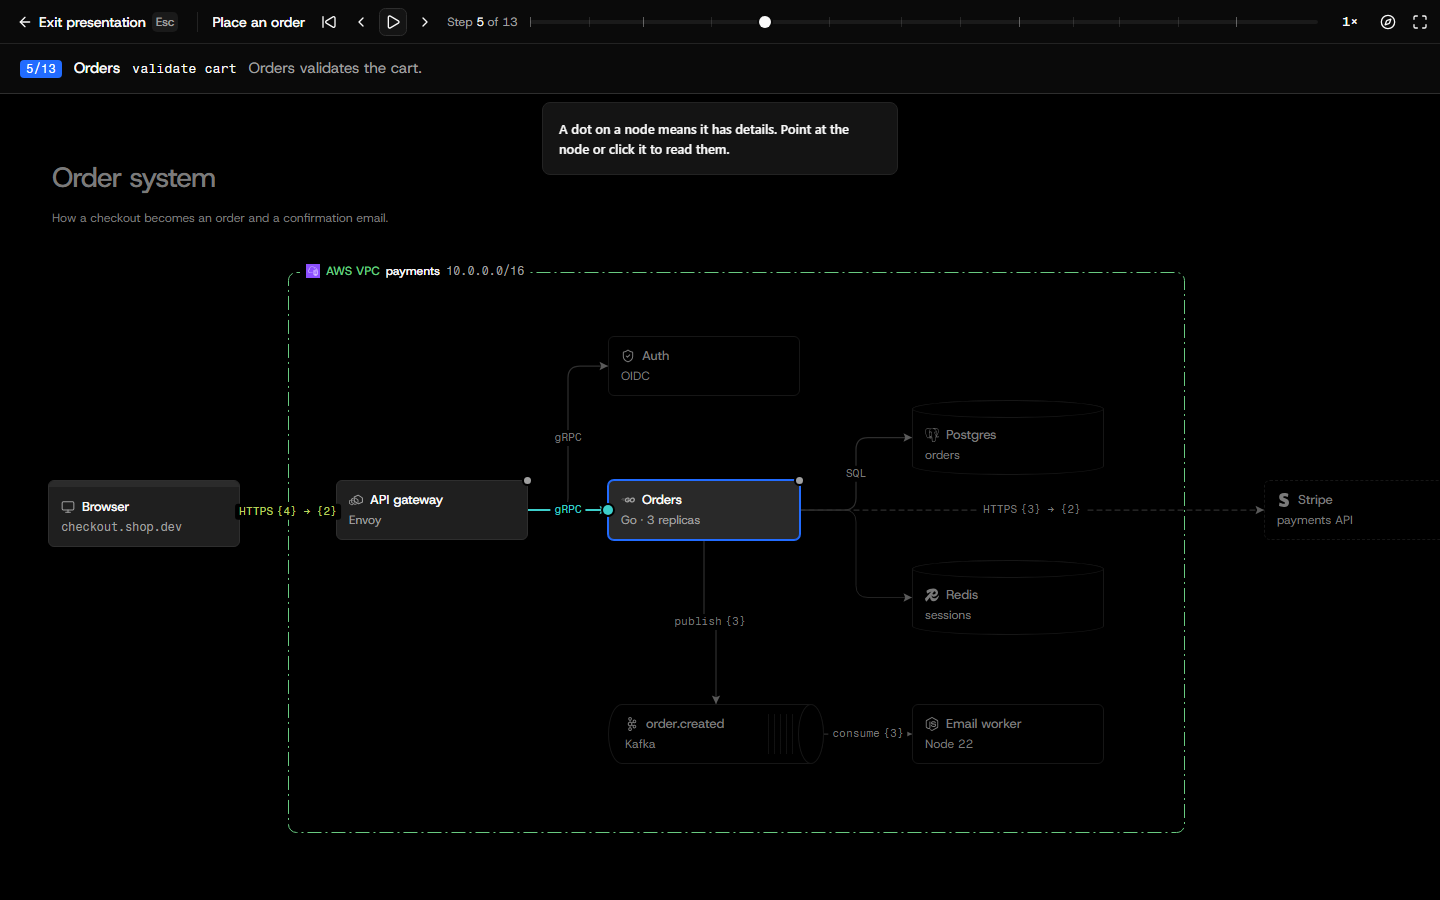 Exit presentation Esc Place an order Step 5 of 13 1×
5/13 Orders validate cart Orders validates the cart.
A dot on a node means it has details. Point at the
node or click it to read them.
Order system
How a checkout becomes an order and a confirmation email.
AWS VPC payments 10.0.0.0/16
Auth
OIDC
gRPC
Postgres
orders
SQL
Browser
checkout.shop.dev
HTTPS {4} → {2}
API gateway
Envoy
gRPC
Orders
Go · 3 replicas
HTTPS {3} → {2}
Stripe
payments API
Redis
sessions
publish {3}
order.created
Kafka
consume {3}
Email worker
Node 22